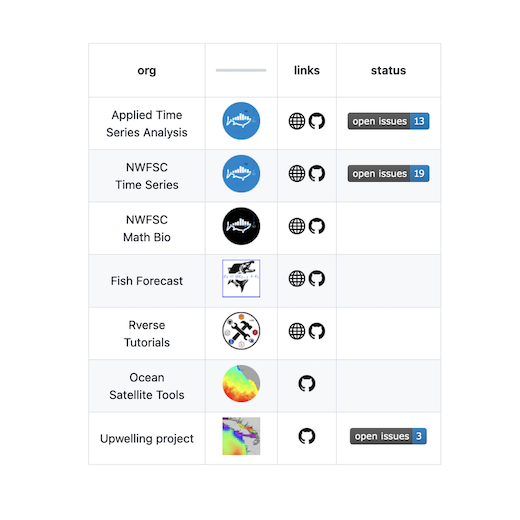 org links status
Applied Time
Series Analysis
open issues 13
NWFSC
Time Series
open issues 19
NWFSC
Math Bio
Fish Forecast
Rverse
Tutorials
Ocean
Satellite Tools
Upwelling project
open issues 3